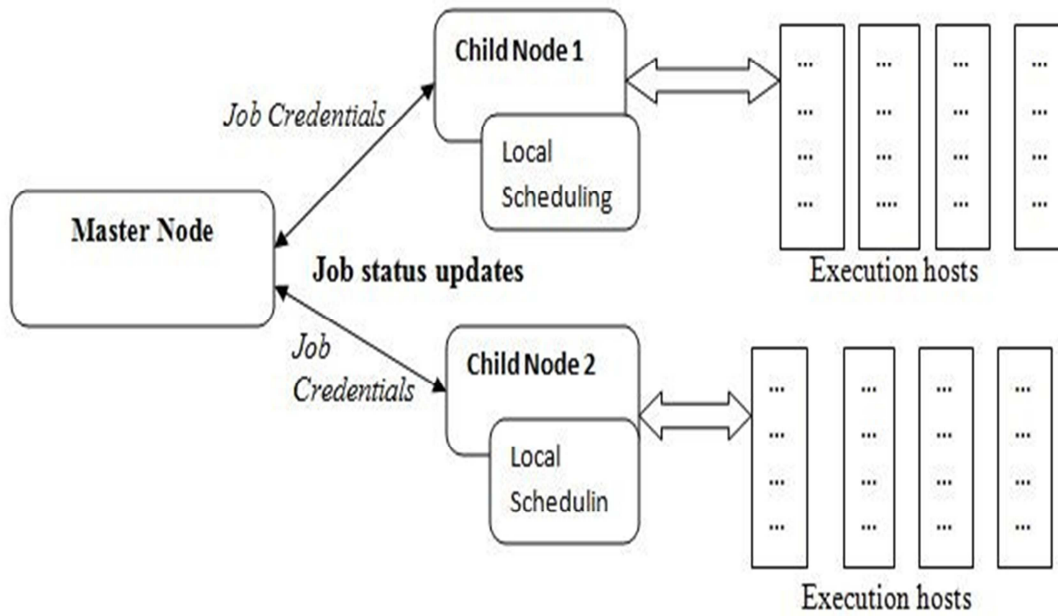 Child Node 1
Job Credentials
Local
Scheduling
Master Node
Job status updates
Execution hosts
Job
Credentials
Child Node 2
Local
Schedulin
Execution hosts
... ... ... ...
... ... ... ...
... ... ... ...
... .... ... ...
... ... ... ...
... ... ... ...
... ... ... ...
... ... ... ...